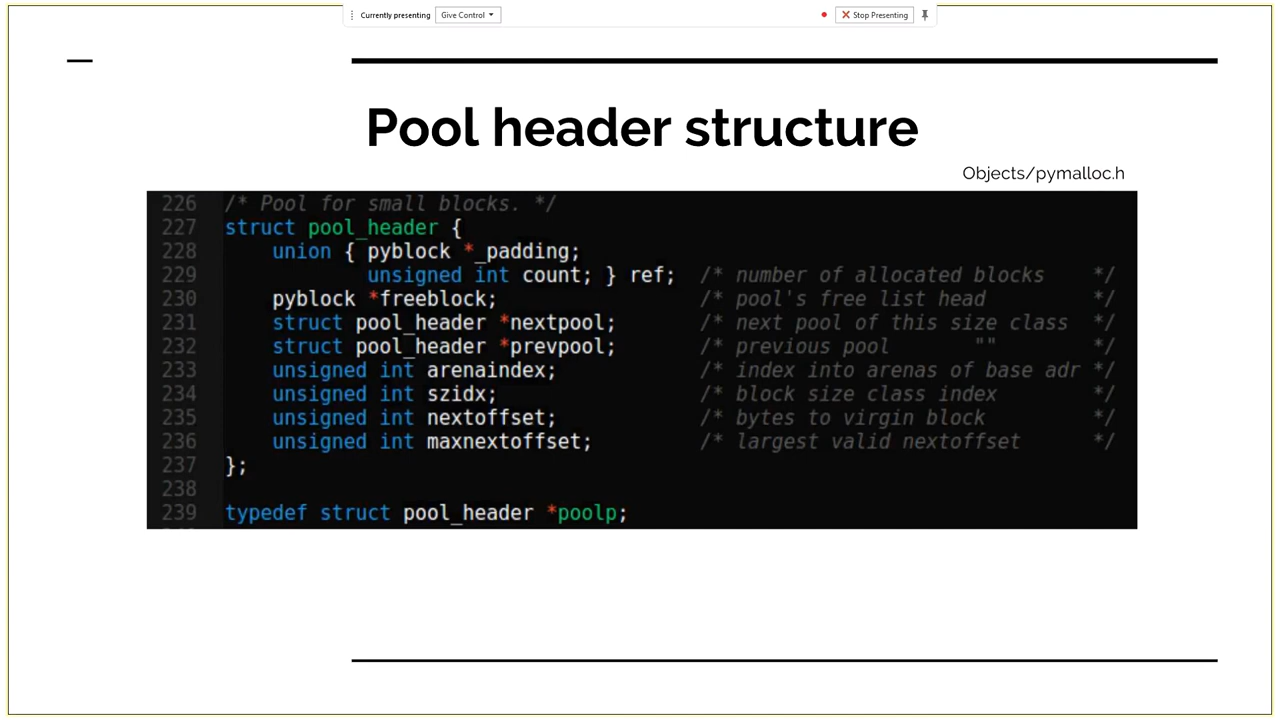 Currently presenting Give Control Stop Presenting
Pool header structure
Objects/pymalloc.h
226 /* Pool for small blocks. */
227 struct pool_header {
228 union { pyblock *_padding;
229 unsigned int count; } ref; /* number of allocated blocks */
230 pyblock *freeblock; /* pool's free list head */
231 struct pool_header *nextpool; /* next pool of this size class */
232 struct pool_header *prevpool; /* previous pool "" */
233 unsigned int arenaindex; /* index into arenas of base adr */
234 unsigned int szidx; /* block size class index */
235 unsigned int nextoffset; /* bytes to virgin block */
236 unsigned int maxnextoffset; /* largest valid nextoffset */
237 };
238
239 typedef struct pool_header *poolp;